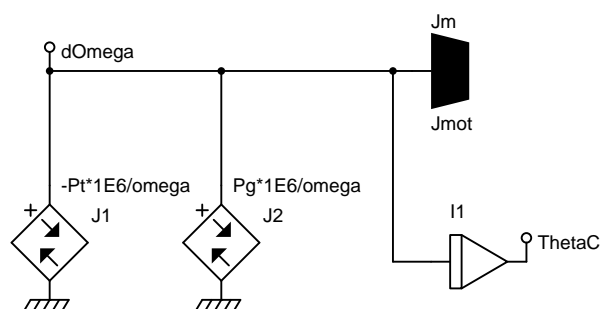 Jm
dOmega
Jmot
-Pt*1E6/omega
Pg*1E6/omega
+
J1
+
J2
I1
ThetaC